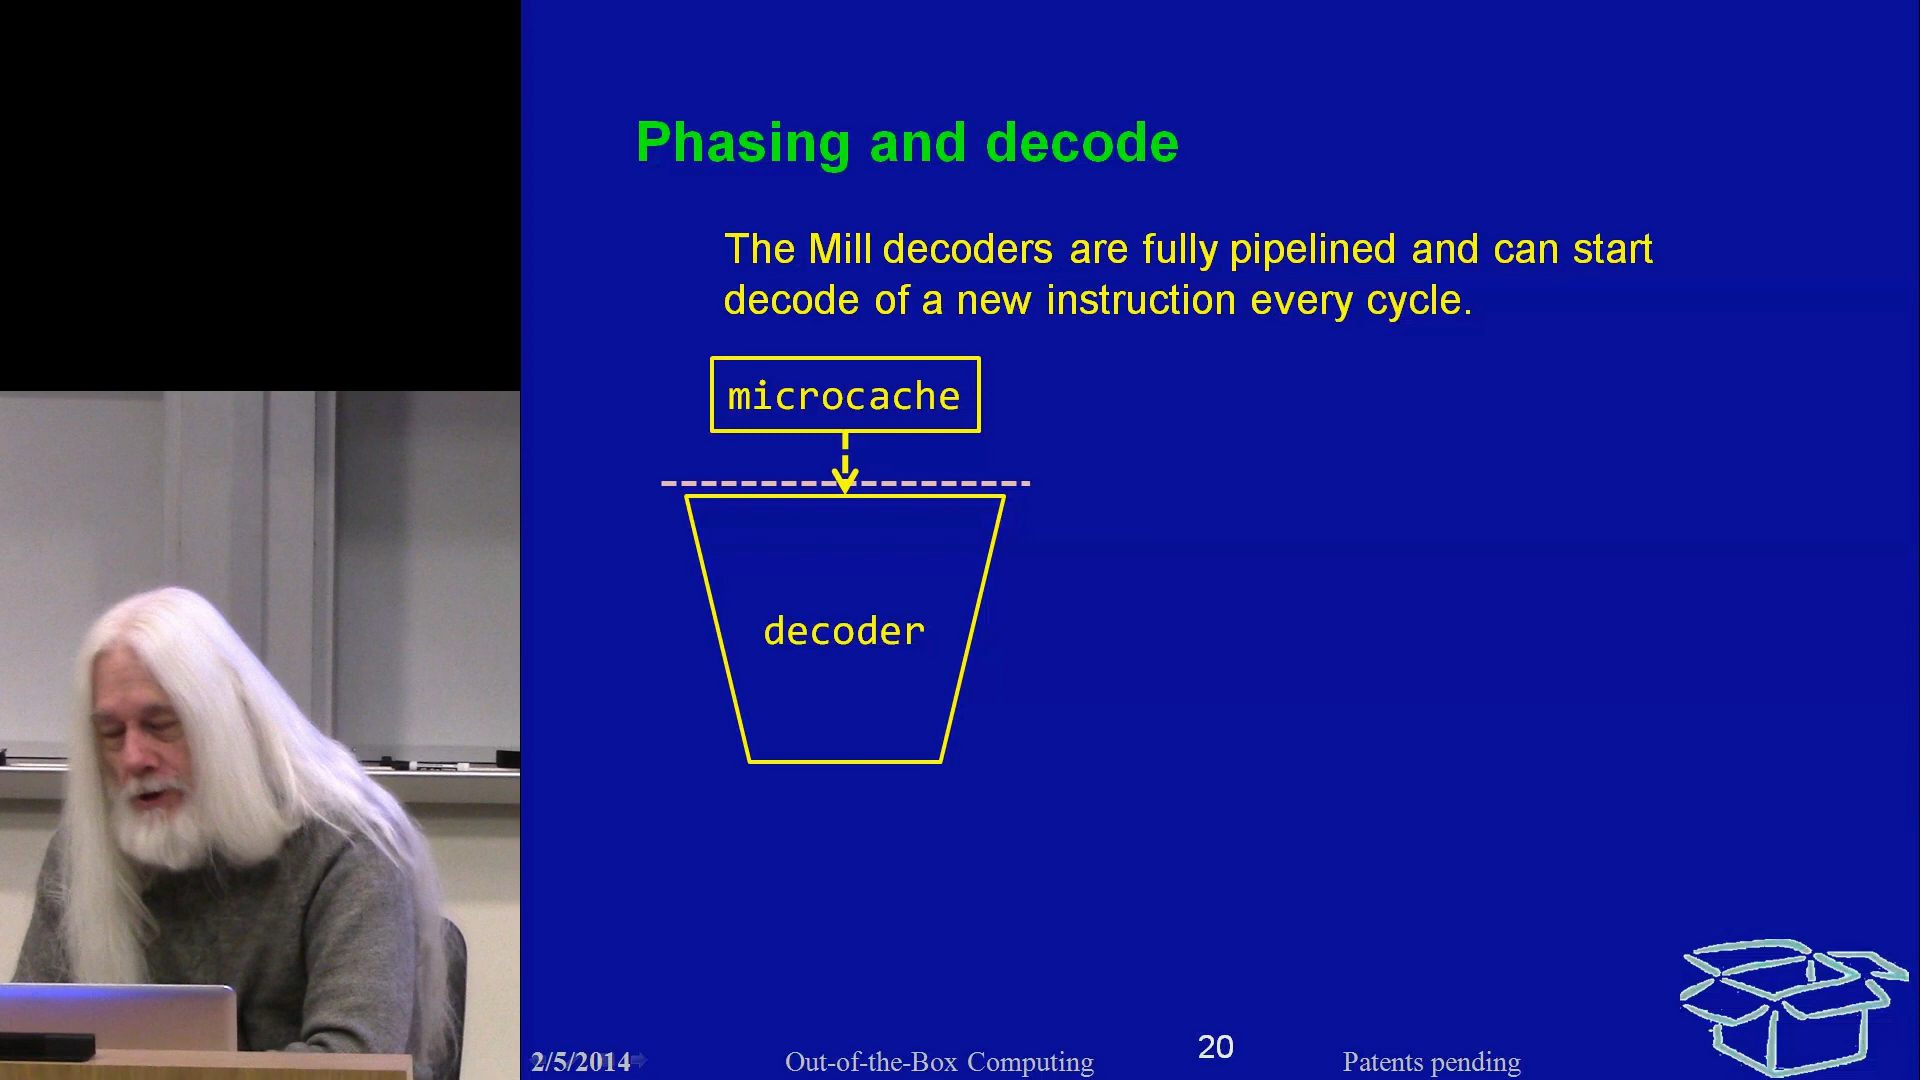 Phasing and decode
The Mill decoders are fully pipelined and can start
decode of a new instruction every cycle.
microcache
decoder
2/5/2014
Out-of-the-Box Computing
20
Patents pending